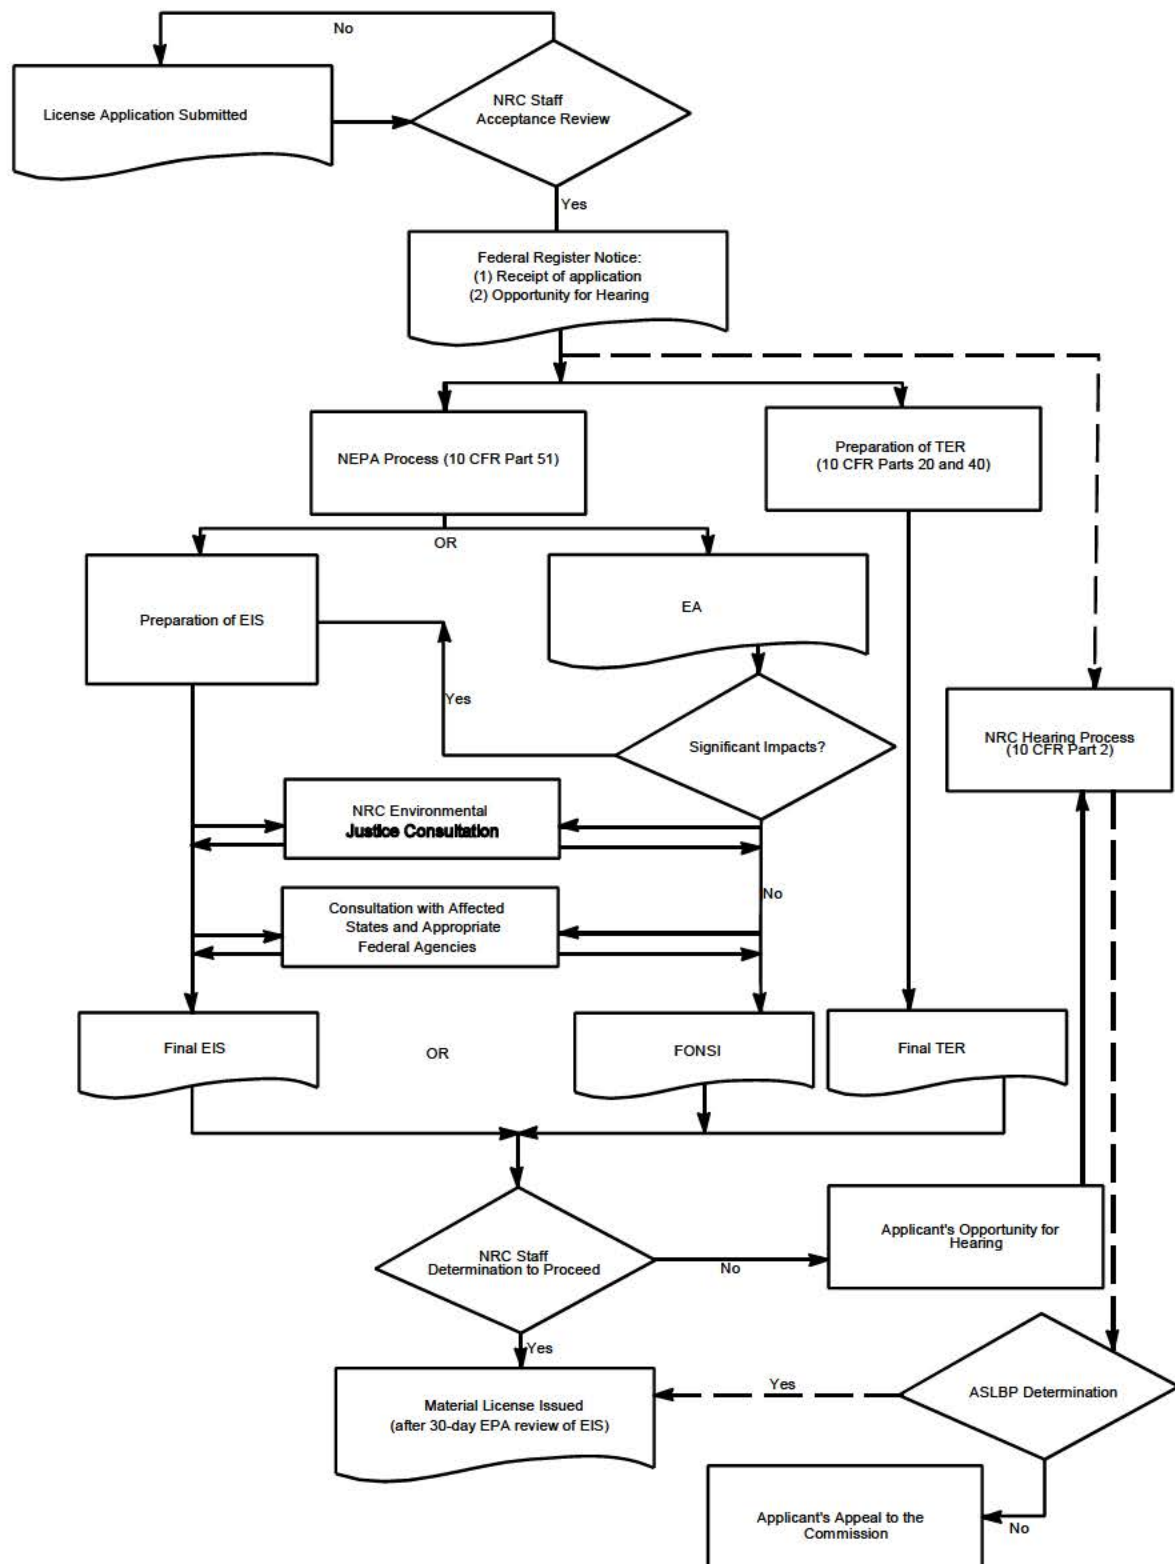 No
License Application Submitted
NRC Staff
Acceptance Review
Yes
Federal Register Notice:
(1) Receipt of application
(2) Opportunity for Hearing
NEPA Process (10 CFR Part 51)
Preparation of TER
(10 CFR Parts 20 and 40)
OR
Preparation of EIS
EA
Yes
Significant Impacts?
NRC Hearing Process
(10 CFR Part 2)
NRC Environmental
Justice Consultation
No
Consultation with Affected
States and Appropriate
Federal Agencies
Final EIS
OR
FONSI
Final TER
NRC Staff
Determination to Proceed
No
Applicant's Opportunity for
Hearing
Yes
Material License Issued
(after 30-day EPA review of EIS)
Yes
ASLBP Determination
No
Applicant's Appeal to the
Commission